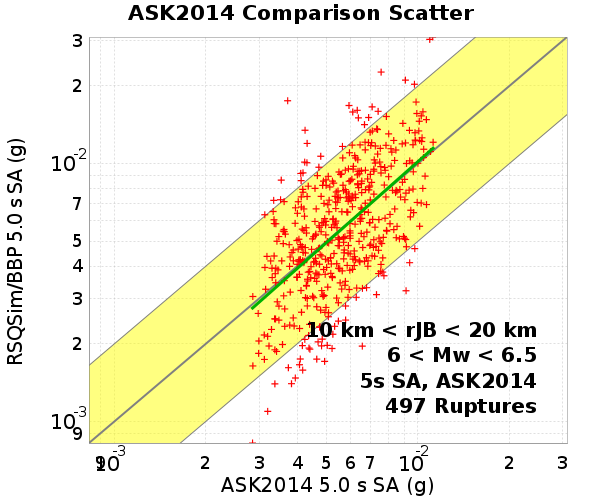 ASK2014 Comparison Scatter
RSQSim/BBP 5.0 s SA (g)
3
2
10-2
7
5
4
3
2
10-3
9
10 km < rJB < 20 km
6 < Mw < 6.5
5s SA, ASK2014
497 Ruptures
9 10-3 2 3 4 5 6 7 10-2 2 3
ASK2014 5.0 s SA (g)